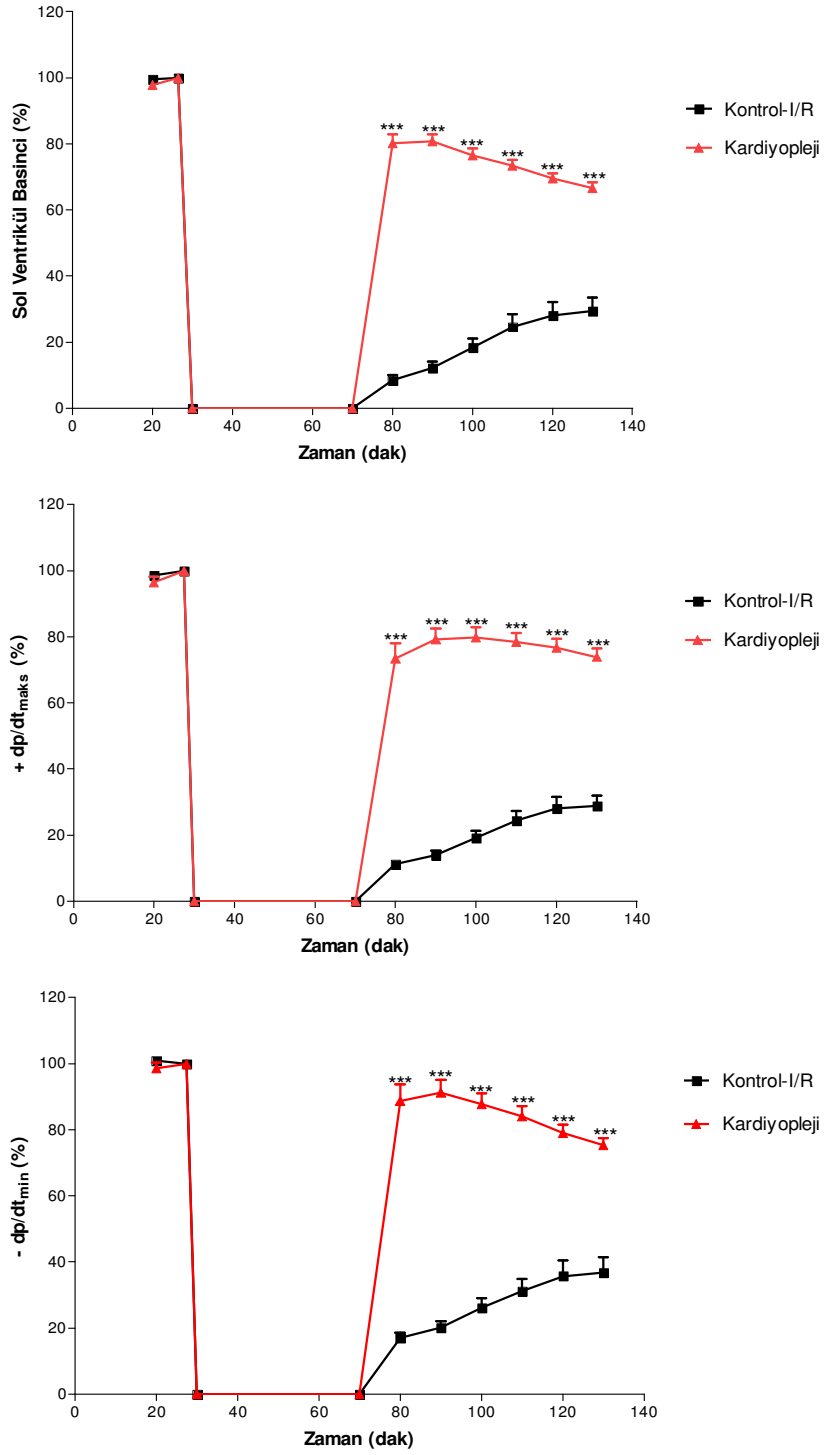 120
100
80
60
40
20
0
Sol Ventrikül Basinci (%)
*** *** *** *** *** ***
0 20 40 60 80 100 120 140
Zaman (dak)
Kontrol-I/R
Kardiyopleji
120
100
80
60
40
20
0
+ dp/dtmaks (%)
*** *** *** *** *** ***
0 20 40 60 80 100 120 140
Zaman (dak)
Kontrol-I/R
Kardiyopleji
120
100
80
60
40
20
0
- dp/dtmin (%)
*** *** *** *** *** ***
0 20 40 60 80 100 120 140
Zaman (dak)
Kontrol-I/R
Kardiyopleji